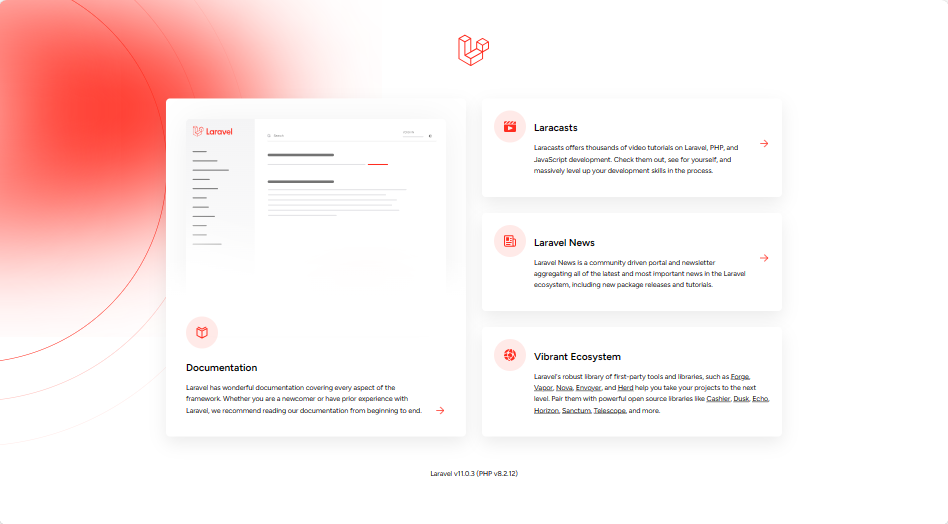 Laravel
Search
Documentation
Laravel has wonderful documentation covering every aspect of the
framework. Whether you are a newcomer or have prior experience with
Laravel, we recommend reading our documentation from beginning to end.
Laracasts
Laracasts offers thousands of video tutorials on Laravel, PHP, and
JavaScript development. Check them out, see for yourself, and
massively level up your development skills in the process.
Laravel News
Laravel News is a community driven portal and newsletter
aggregating all of the latest and most important news in the Laravel
ecosystem, including new package releases and tutorials.
Vibrant Ecosystem
Laravel's robust library of first-party tools and libraries, such as Forge,
Vapor, Nova, Envoyer, and Herd help you take your projects to the next
level. Pair them with powerful open source libraries like Cashier, Dusk, Echo,
Horizon, Sanctum, Telescope, and more.
Laravel v11.0.3 (PHP v8.2.12)